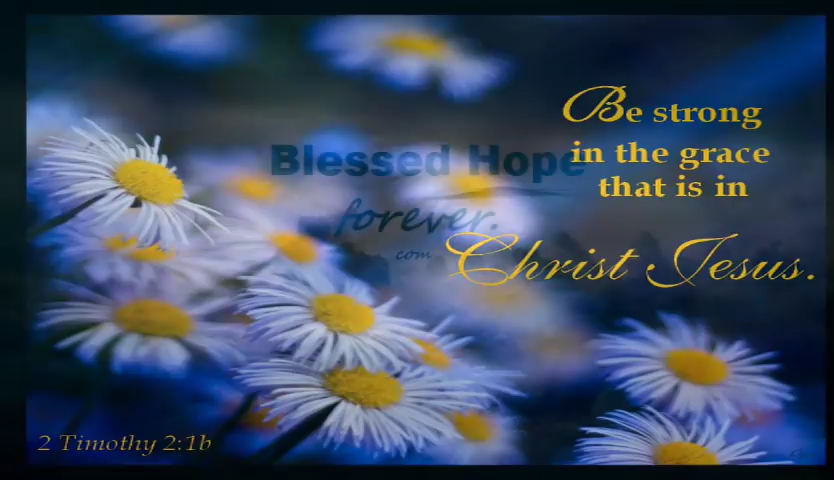 Be strong
in the grace
that is in
Christ Jesus.
Blessed Hope
forever.
com
2 Timothy 2:1b